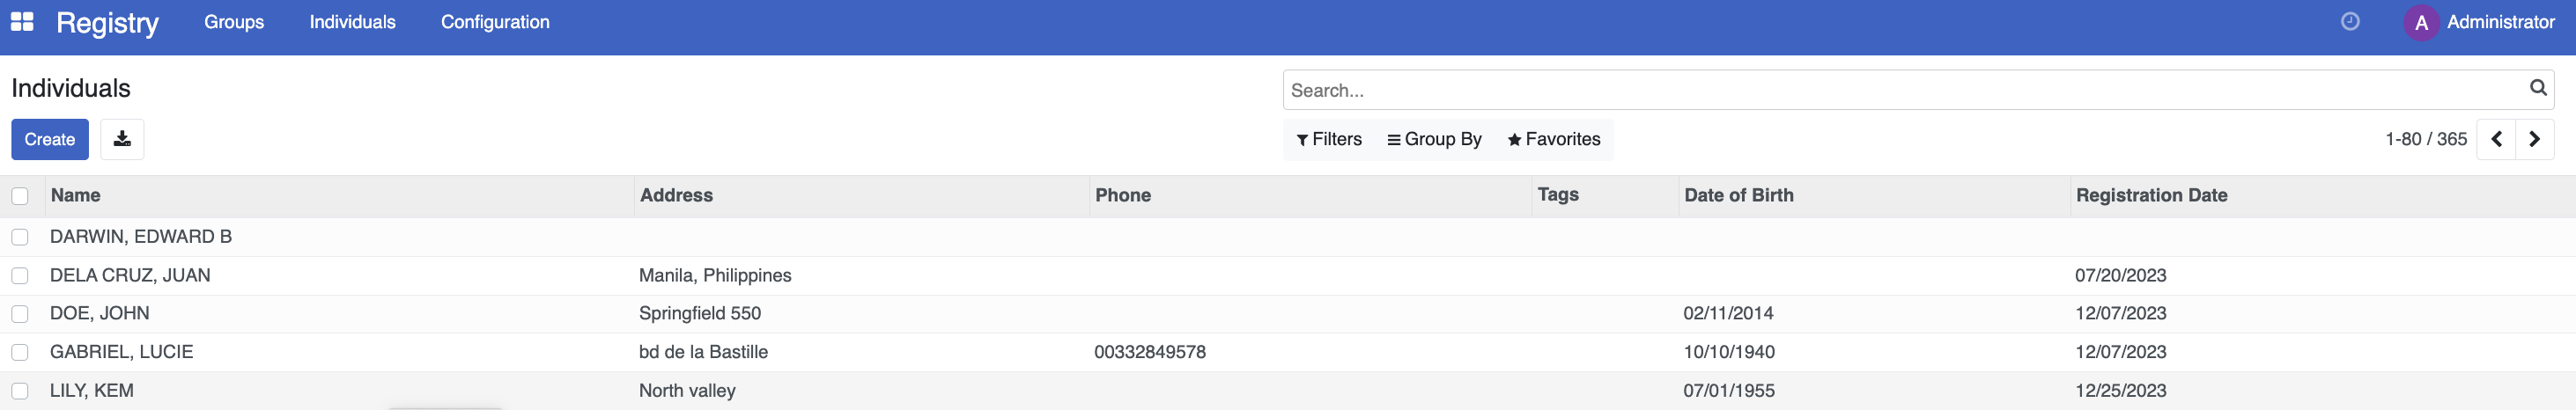 Registry Groups Individuals Configuration A Administrator
Individuals
Search...
Create Filters Group By Favorites 1-80 / 365
Name Address Phone Tags Date of Birth Registration Date
DARWIN, EDWARD B
DELA CRUZ, JUAN Manila, Philippines 07/20/2023
DOE, JOHN Springfield 550 02/11/2014 12/07/2023
GABRIEL, LUCIE bd de la Bastille 00332849578 10/10/1940 12/07/2023
LILY, KEM North valley 07/01/1955 12/25/2023